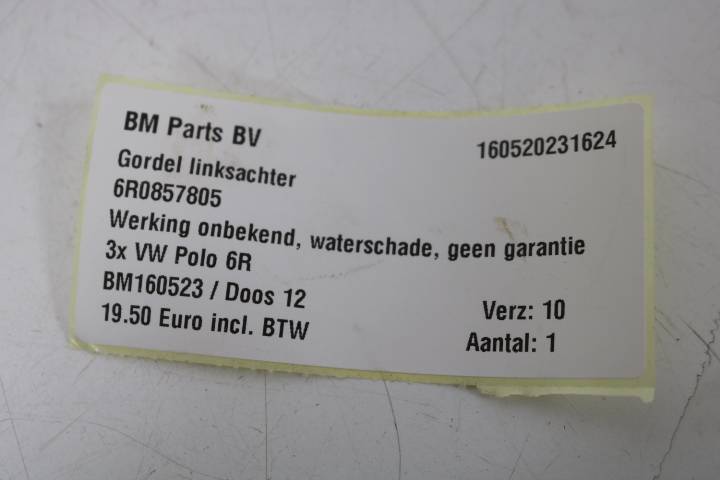 BM Parts BV
160520231624
Gordel linksachter
6R0857805
Werking onbekend, waterschade, geen garantie
3x VW Polo 6R
BM160523 / Doos 12
Verz: 10
19.50 Euro incl. BTW
Aantal: 1